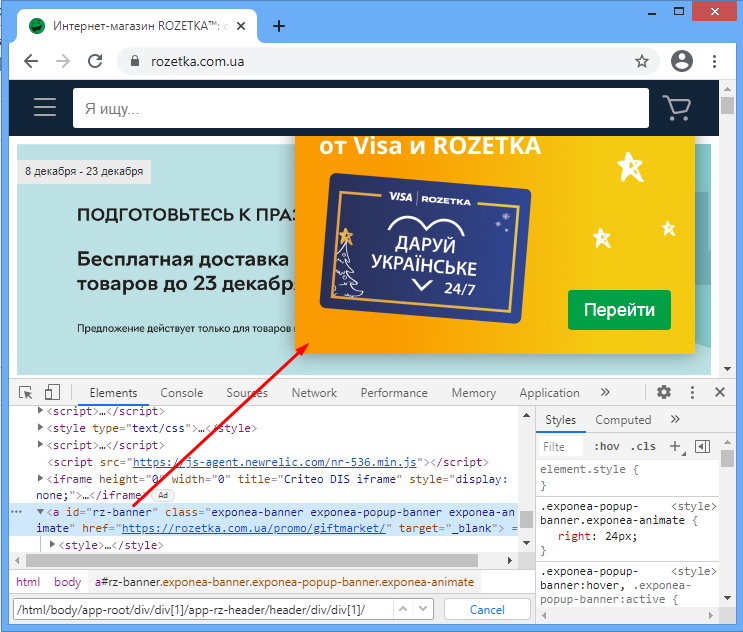 Интернет-магазин ROZETKA™: с
rozetka.com.ua
Я ищу...
8 декабря - 23 декабря
ПОДГОТОВЬТЕСЬ К ПРАЗ
Бесплатная доставка
товаров до 23 декабр
Предложение действует только для товаров
от Visa и ROZETKA
VISA | ROZETKA
ДАРУЙ
УКРАЇНСЬКЕ
24/7
Перейти
Elements Console Sources Network Performance Memory Application »
<script>…</script>
<style type="text/css">…</style>
<script>…</script>
<script src="https://js-agent.newrelic.com/nr-536.min.js"></script>
<iframe height="0" width="0" title="Criteo DIS iframe" style="display:
none;">…</iframe> Ad
<a id="rz-banner" class="exponea-banner exponea-popup-banner exponea-an
imate" href="https://rozetka.com.ua/promo/giftmarket/" target="_blank"> =
<style>…</style>
html body a#rz-banner.exponea-banner.exponea-popup-banner.exponea-animate
/html/body/app-root/div/div[1]/app-rz-header/header/div/div[1]/
Cancel
Styles Computed »
Filte :hov .cls +
element.style {
}
.exponea-popup- <style>
banner.exponea-animate {
right: 24px;
}
.exponea-popup- <style>
banner:hover, .exponea-
popup-banner:active {